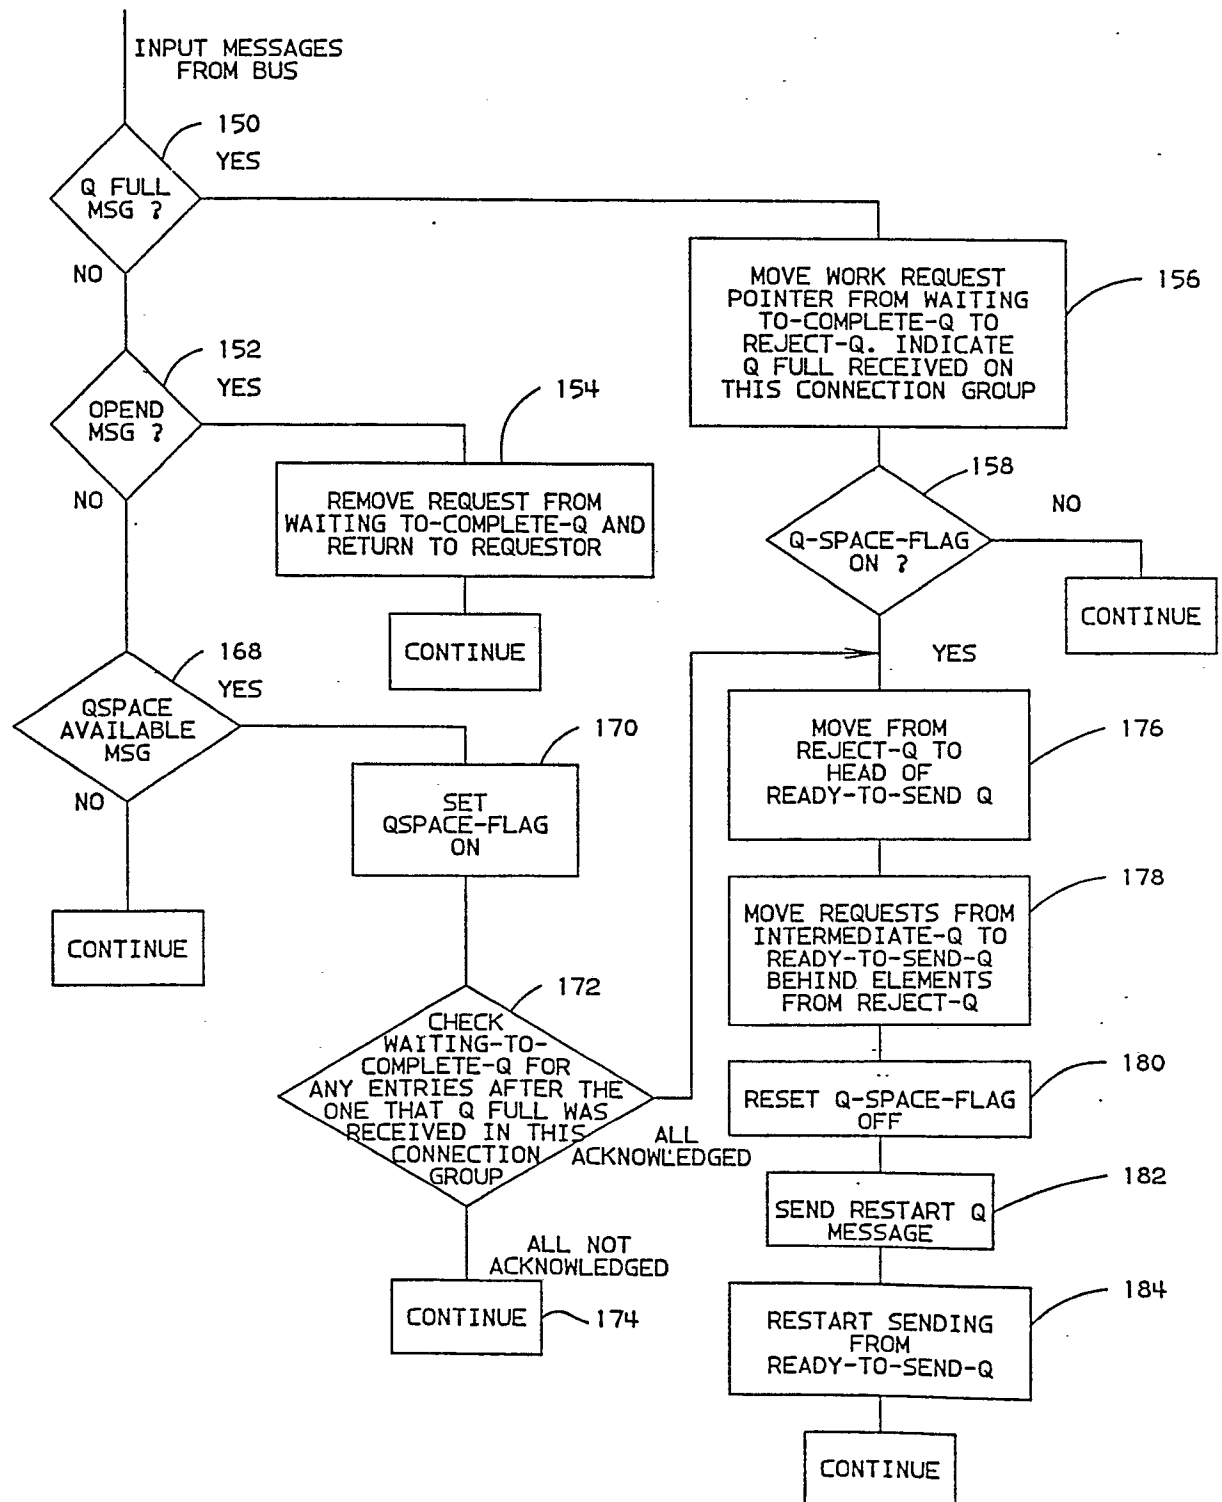 INPUT MESSAGES
FROM BUS
150
YES
Q FULL
MSG ?
NO
156
MOVE WORK REQUEST
POINTER FROM WAITING
TO-COMPLETE-Q TO
REJECT-Q. INDICATE
Q FULL RECEIVED ON
THIS CONNECTION GROUP
152
YES
OPEND
MSG ?
NO
154
REMOVE REQUEST FROM
WAITING TO-COMPLETE-Q AND
RETURN TO REQUESTOR
CONTINUE
158
NO
Q-SPACE-FLAG
ON ?
CONTINUE
YES
168
YES
QSPACE
AVAILABLE
MSG
NO
CONTINUE
170
SET
QSPACE-FLAG
ON
172
CHECK
WAITING-TO-
COMPLETE-Q FOR
ANY ENTRIES AFTER THE
ONE THAT Q FULL WAS
RECEIVED IN THIS
CONNECTION
GROUP
ALL
ACKNOWLEDGED
ALL NOT
ACKNOWLEDGED
CONTINUE
174
176
MOVE FROM
REJECT-Q TO
HEAD OF
READY-TO-SEND Q
178
MOVE REQUESTS FROM
INTERMEDIATE-Q TO
READY-TO-SEND-Q
BEHIND ELEMENTS
FROM REJECT-Q
180
RESET Q-SPACE-FLAG
OFF
182
SEND RESTART Q
MESSAGE
184
RESTART SENDING
FROM
READY-TO-SEND-Q
CONTINUE